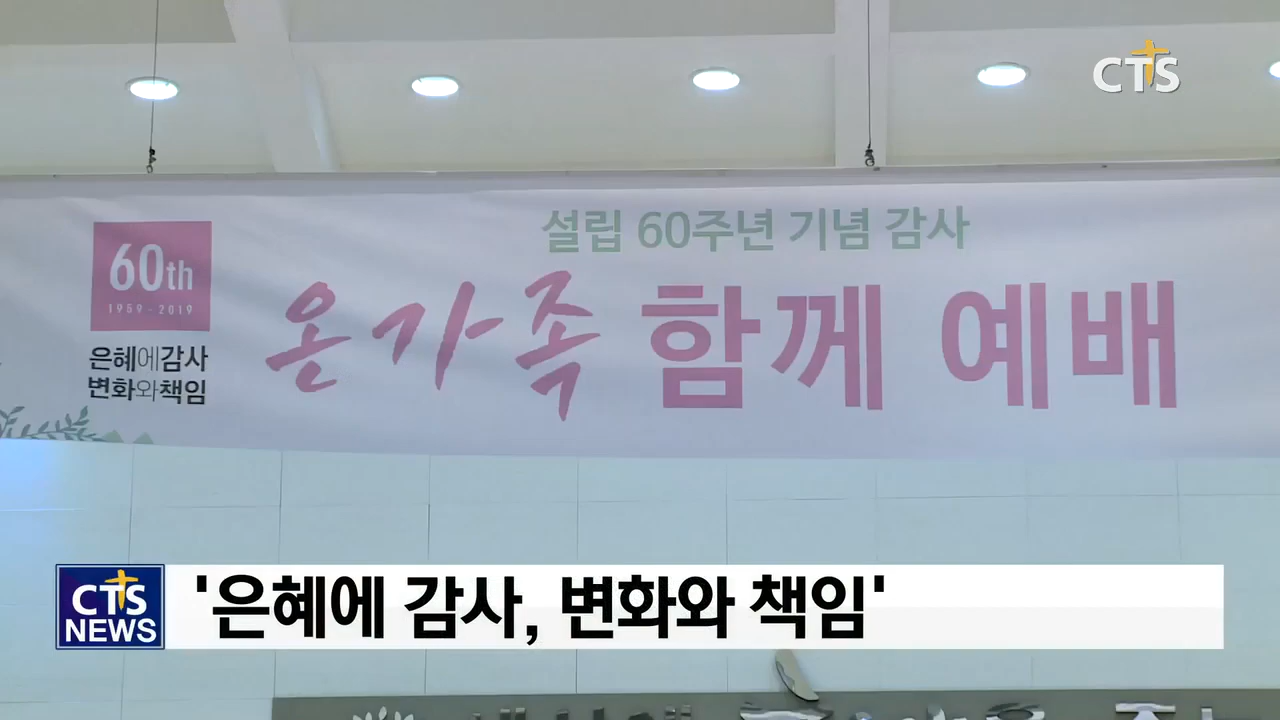 CTS
설립 60주년 기념 감사
60th
1959-2019
온가족 함께 예배
은혜에감사
변화와책임
CTS
NEWS
'은혜에 감사, 변화와 책임'